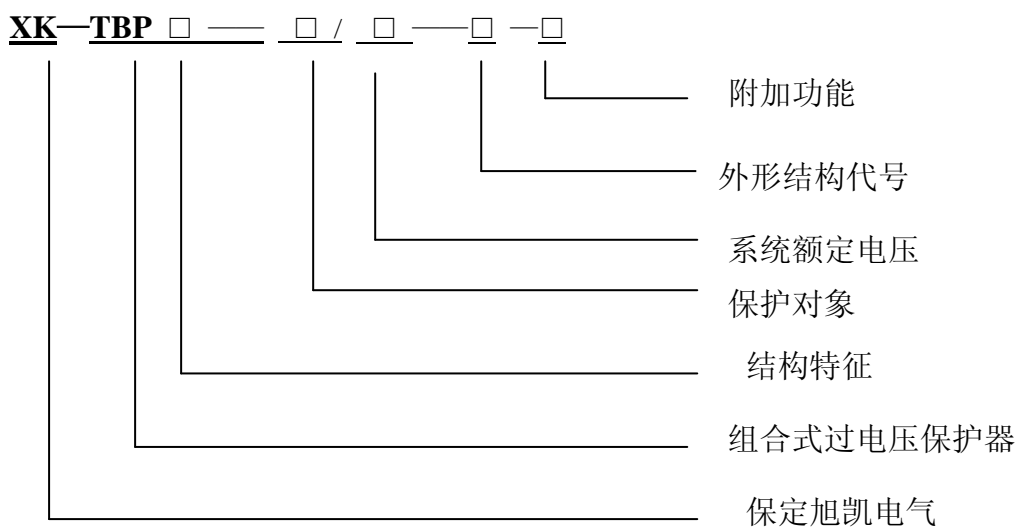 XK—TBP □ —— □ / □ ——□ —□
附加功能
外形结构代号
系统额定电压
保护对象
结构特征
组合式过电压保护器
保定旭凯电气